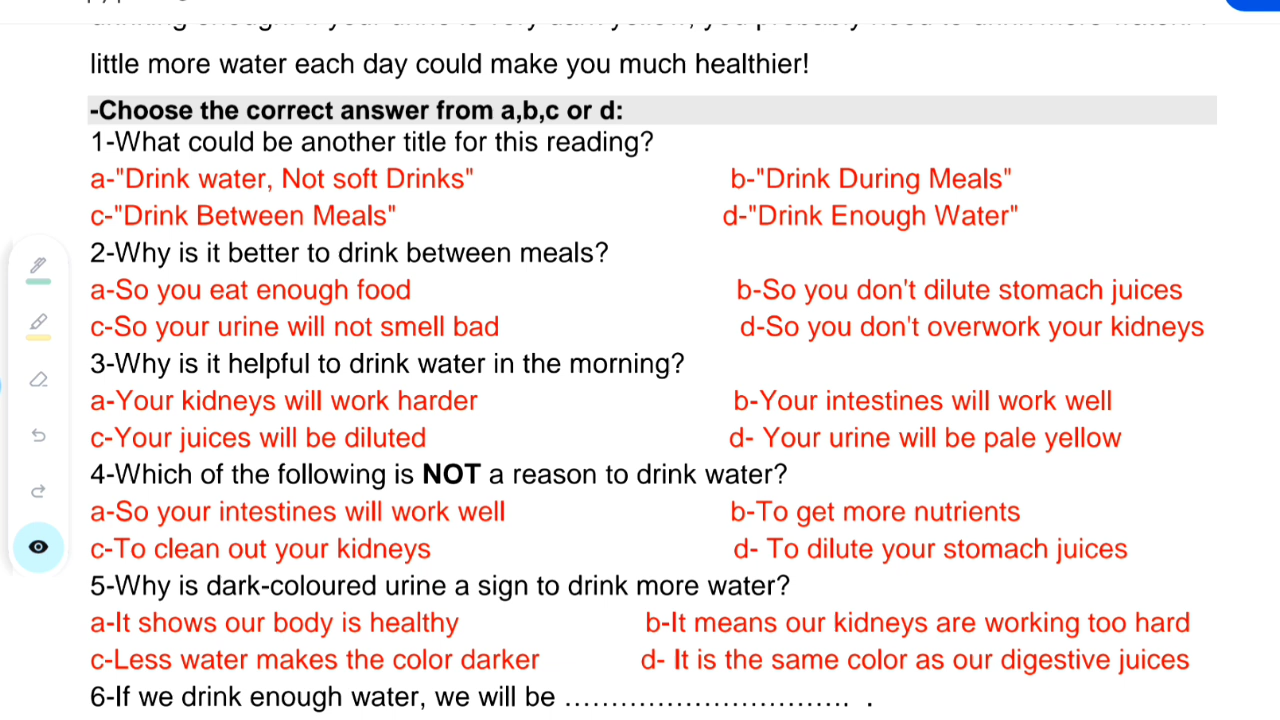 little more water each day could make you much healthier!
-Choose the correct answer from a,b,c or d:
1-What could be another title for this reading?
a-"Drink water, Not soft Drinks" b-"Drink During Meals"
c-"Drink Between Meals" d-"Drink Enough Water"
2-Why is it better to drink between meals?
a-So you eat enough food b-So you don't dilute stomach juices
c-So your urine will not smell bad d-So you don't overwork your kidneys
3-Why is it helpful to drink water in the morning?
a-Your kidneys will work harder b-Your intestines will work well
c-Your juices will be diluted d- Your urine will be pale yellow
4-Which of the following is NOT a reason to drink water?
a-So your intestines will work well b-To get more nutrients
c-To clean out your kidneys d- To dilute your stomach juices
5-Why is dark-coloured urine a sign to drink more water?
a-It shows our body is healthy b-It means our kidneys are working too hard
c-Less water makes the color darker d- It is the same color as our digestive juices
6-If we drink enough water, we will be ............................... .